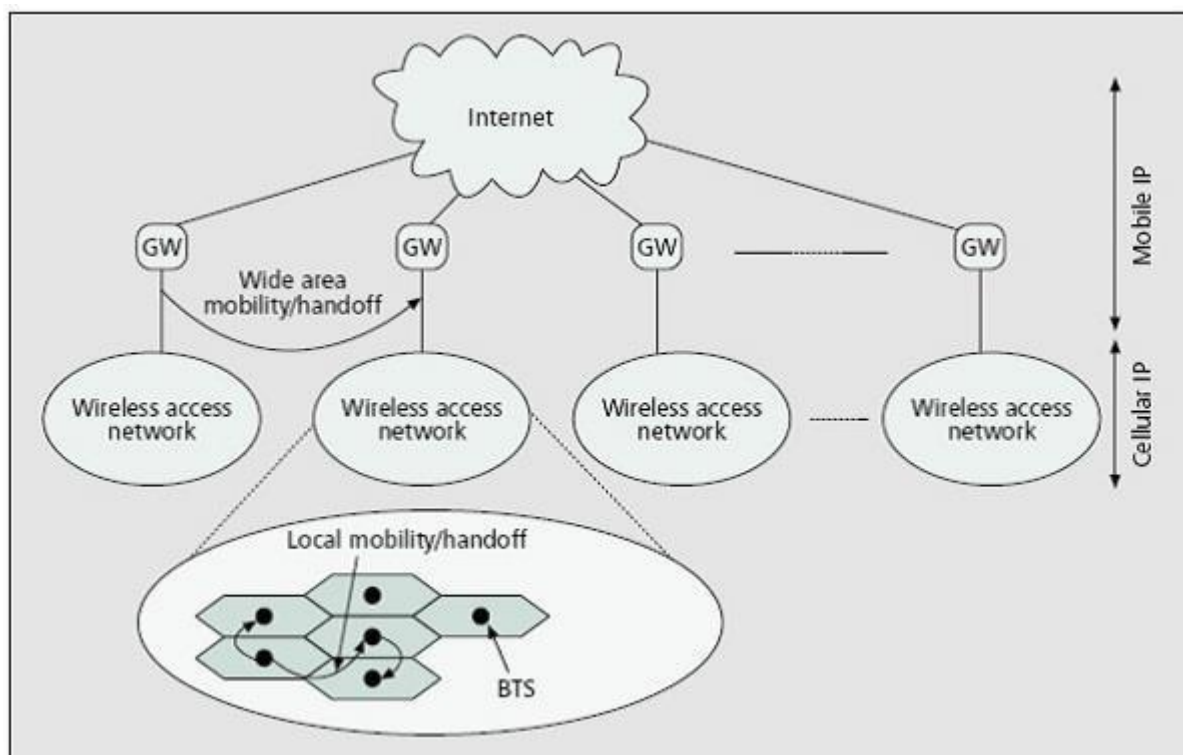 Internet
Mobile IP
GW
GW
GW
GW
Wide area
mobility/handoff
Wireless access
network
Wireless access
network
Wireless access
network
Wireless access
network
Cellular IP
Local mobility/handoff
BTS